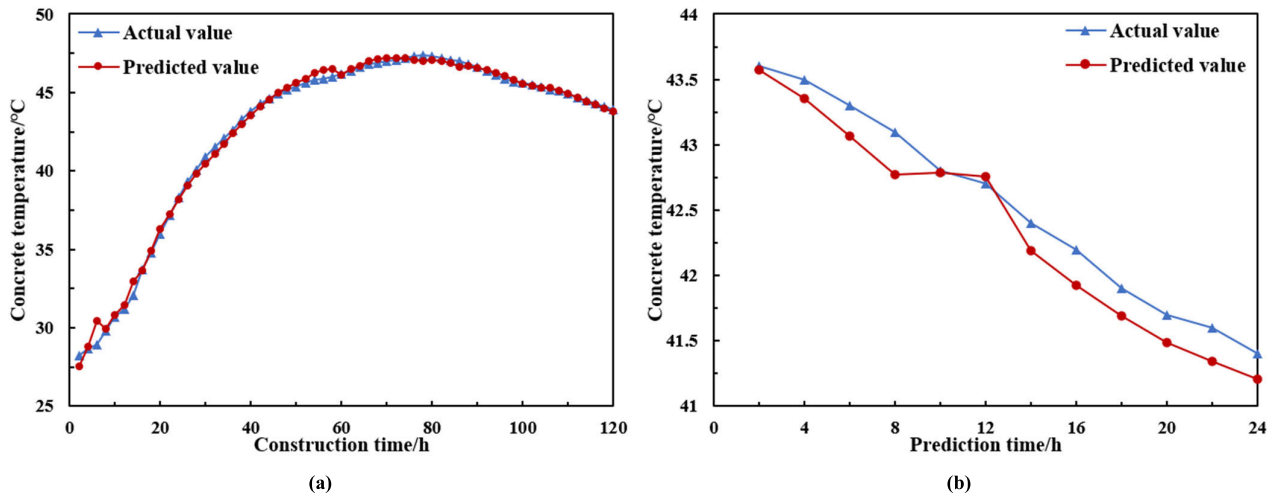 Concrete temperature/°C
50
45
40
35
30
25
Actual value
Predicted value
0 20 40 60 80 100 120
Construction time/h
(a)
Concrete temperature/°C
44
43.5
43
42.5
42
41.5
41
Actual value
Predicted value
0 4 8 12 16 20 24
Prediction time/h
(b)